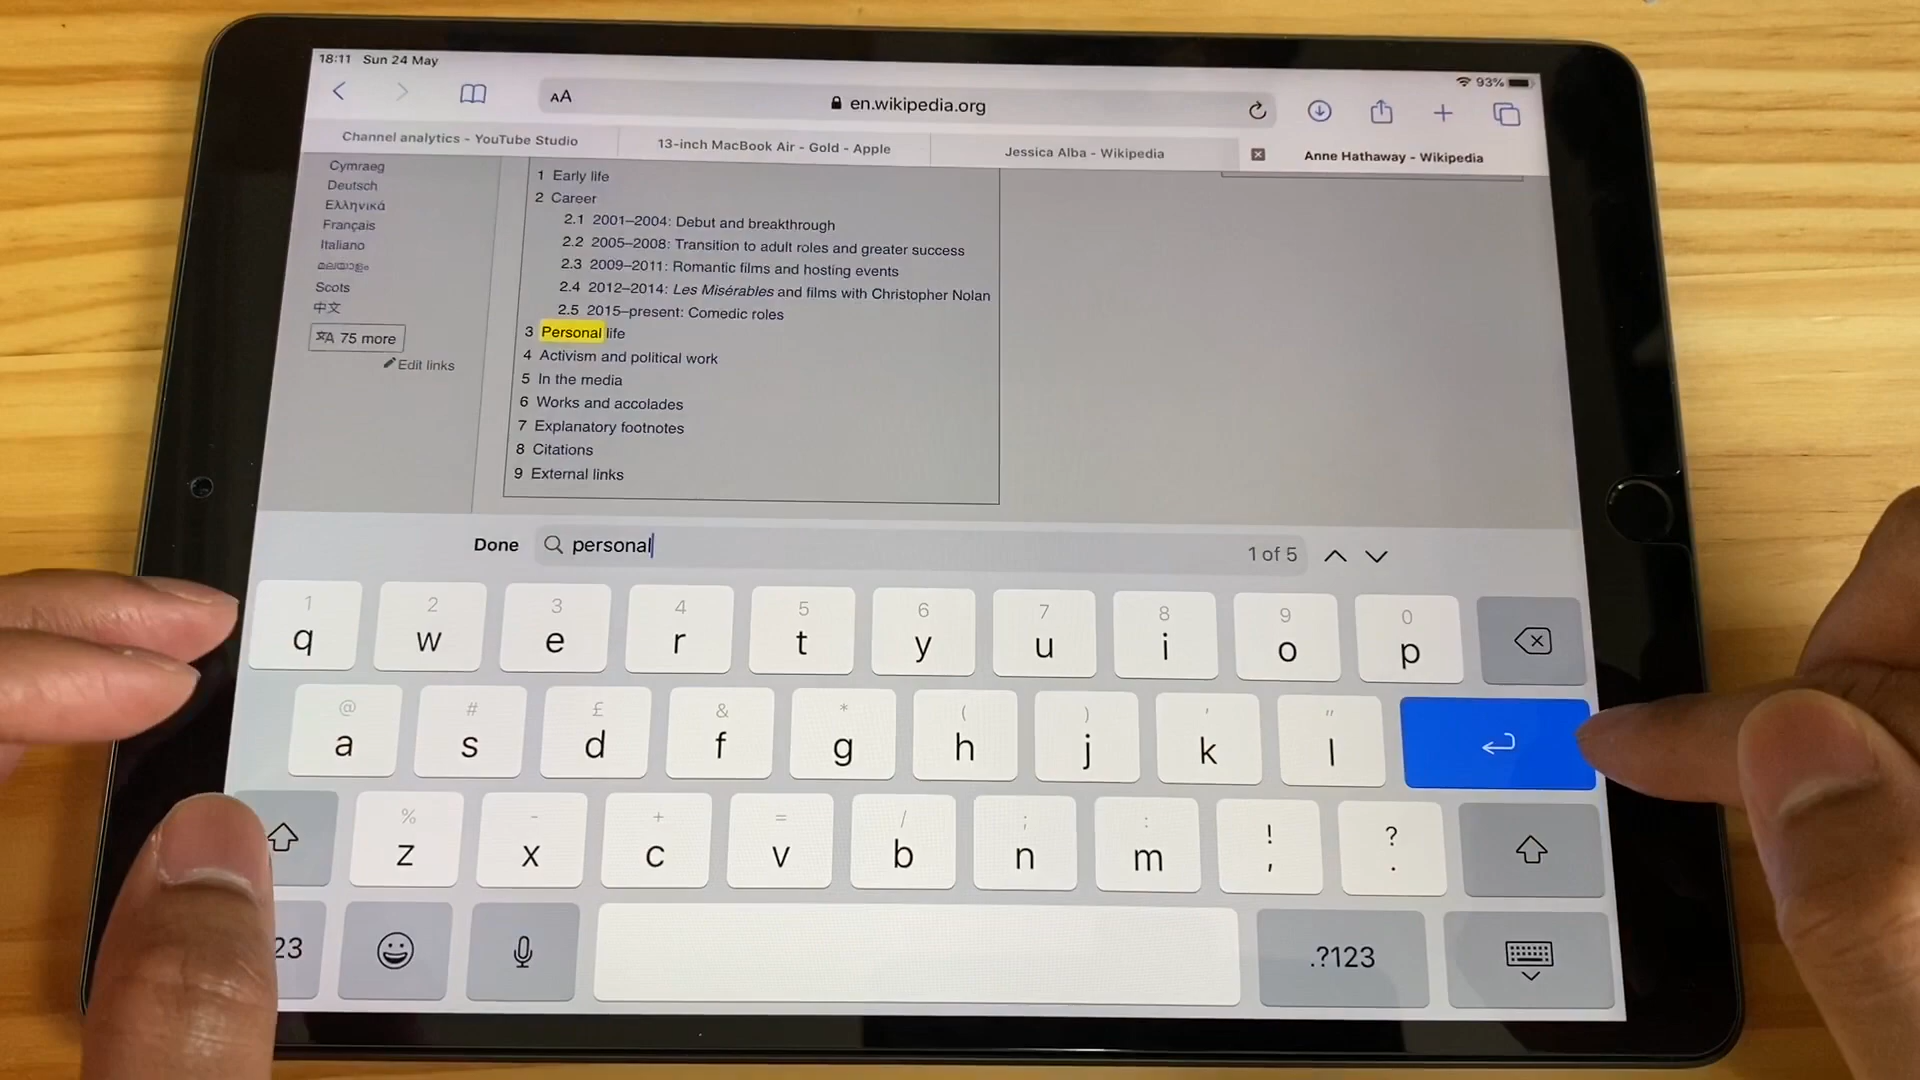 18:11 Sun 24 May
93%
AA en.wikipedia.org
Channel analytics - YouTube Studio
13-inch MacBook Air - Gold - Apple
Jessica Alba - Wikipedia
Anne Hathaway - Wikipedia
Cymraeg
Deutsch
Ελληνικά
Français
Italiano
മലയാളം
Scots
中文
75 more
Edit links
1 Early life
2 Career
2.1 2001–2004: Debut and breakthrough
2.2 2005–2008: Transition to adult roles and greater success
2.3 2009–2011: Romantic films and hosting events
2.4 2012–2014: Les Misérables and films with Christopher Nolan
2.5 2015–present: Comedic roles
3 Personal life
4 Activism and political work
5 In the media
6 Works and accolades
7 Explanatory footnotes
8 Citations
9 External links
Done personal 1 of 5
1 2 3 4 5 6 7 8 9 0
q w e r t y u i o p
@ # £ & * ( ) ' "
a s d f g h j k l
% - + = / ; : ! ?
z x c v b n m , .
23 .?123